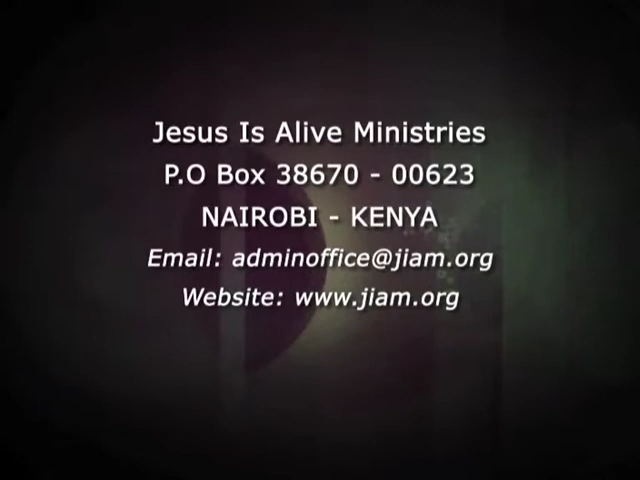 Jesus Is Alive Ministries
P.O Box 38670 - 00623
NAIROBI - KENYA
Email: adminoffice@jiam.org
Website: www.jiam.org